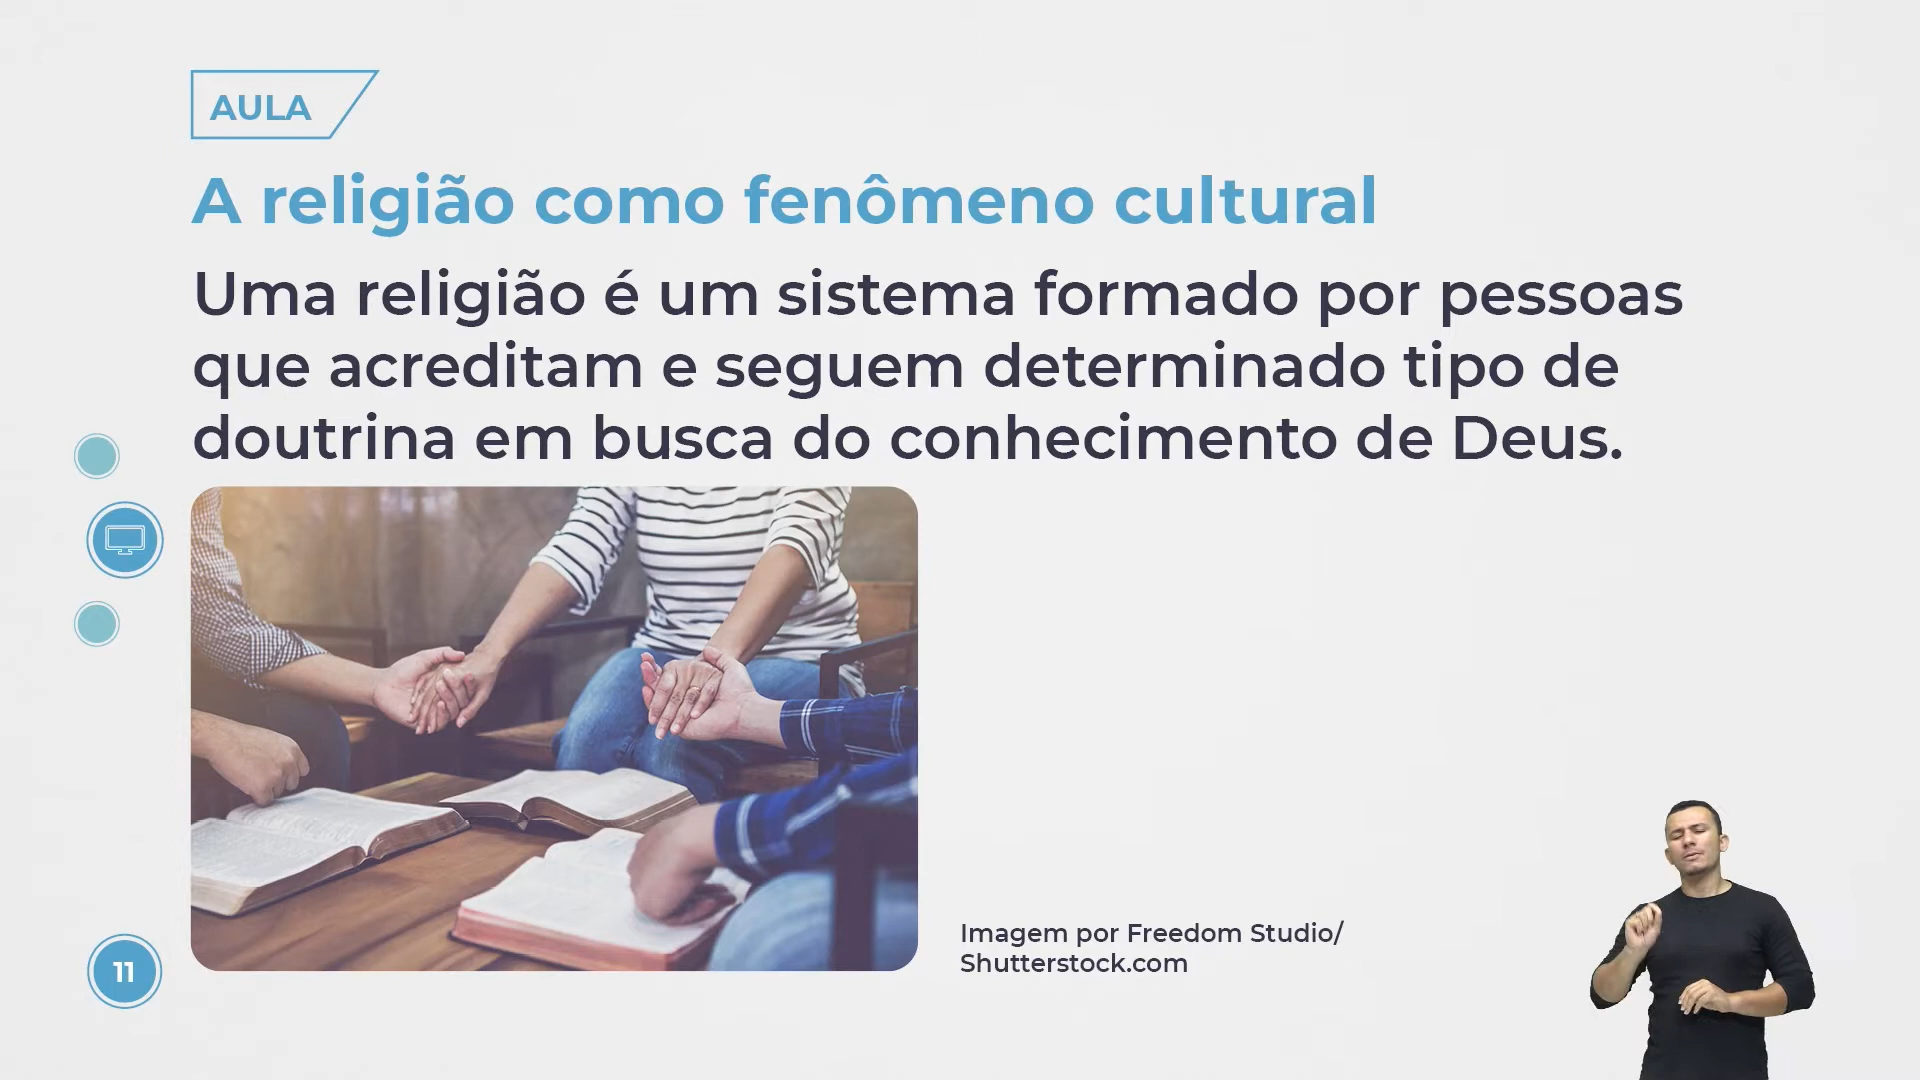 AULA
A religião como fenômeno cultural
Uma religião é um sistema formado por pessoas
que acreditam e seguem determinado tipo de
doutrina em busca do conhecimento de Deus.
Imagem por Freedom Studio/
Shutterstock.com
11